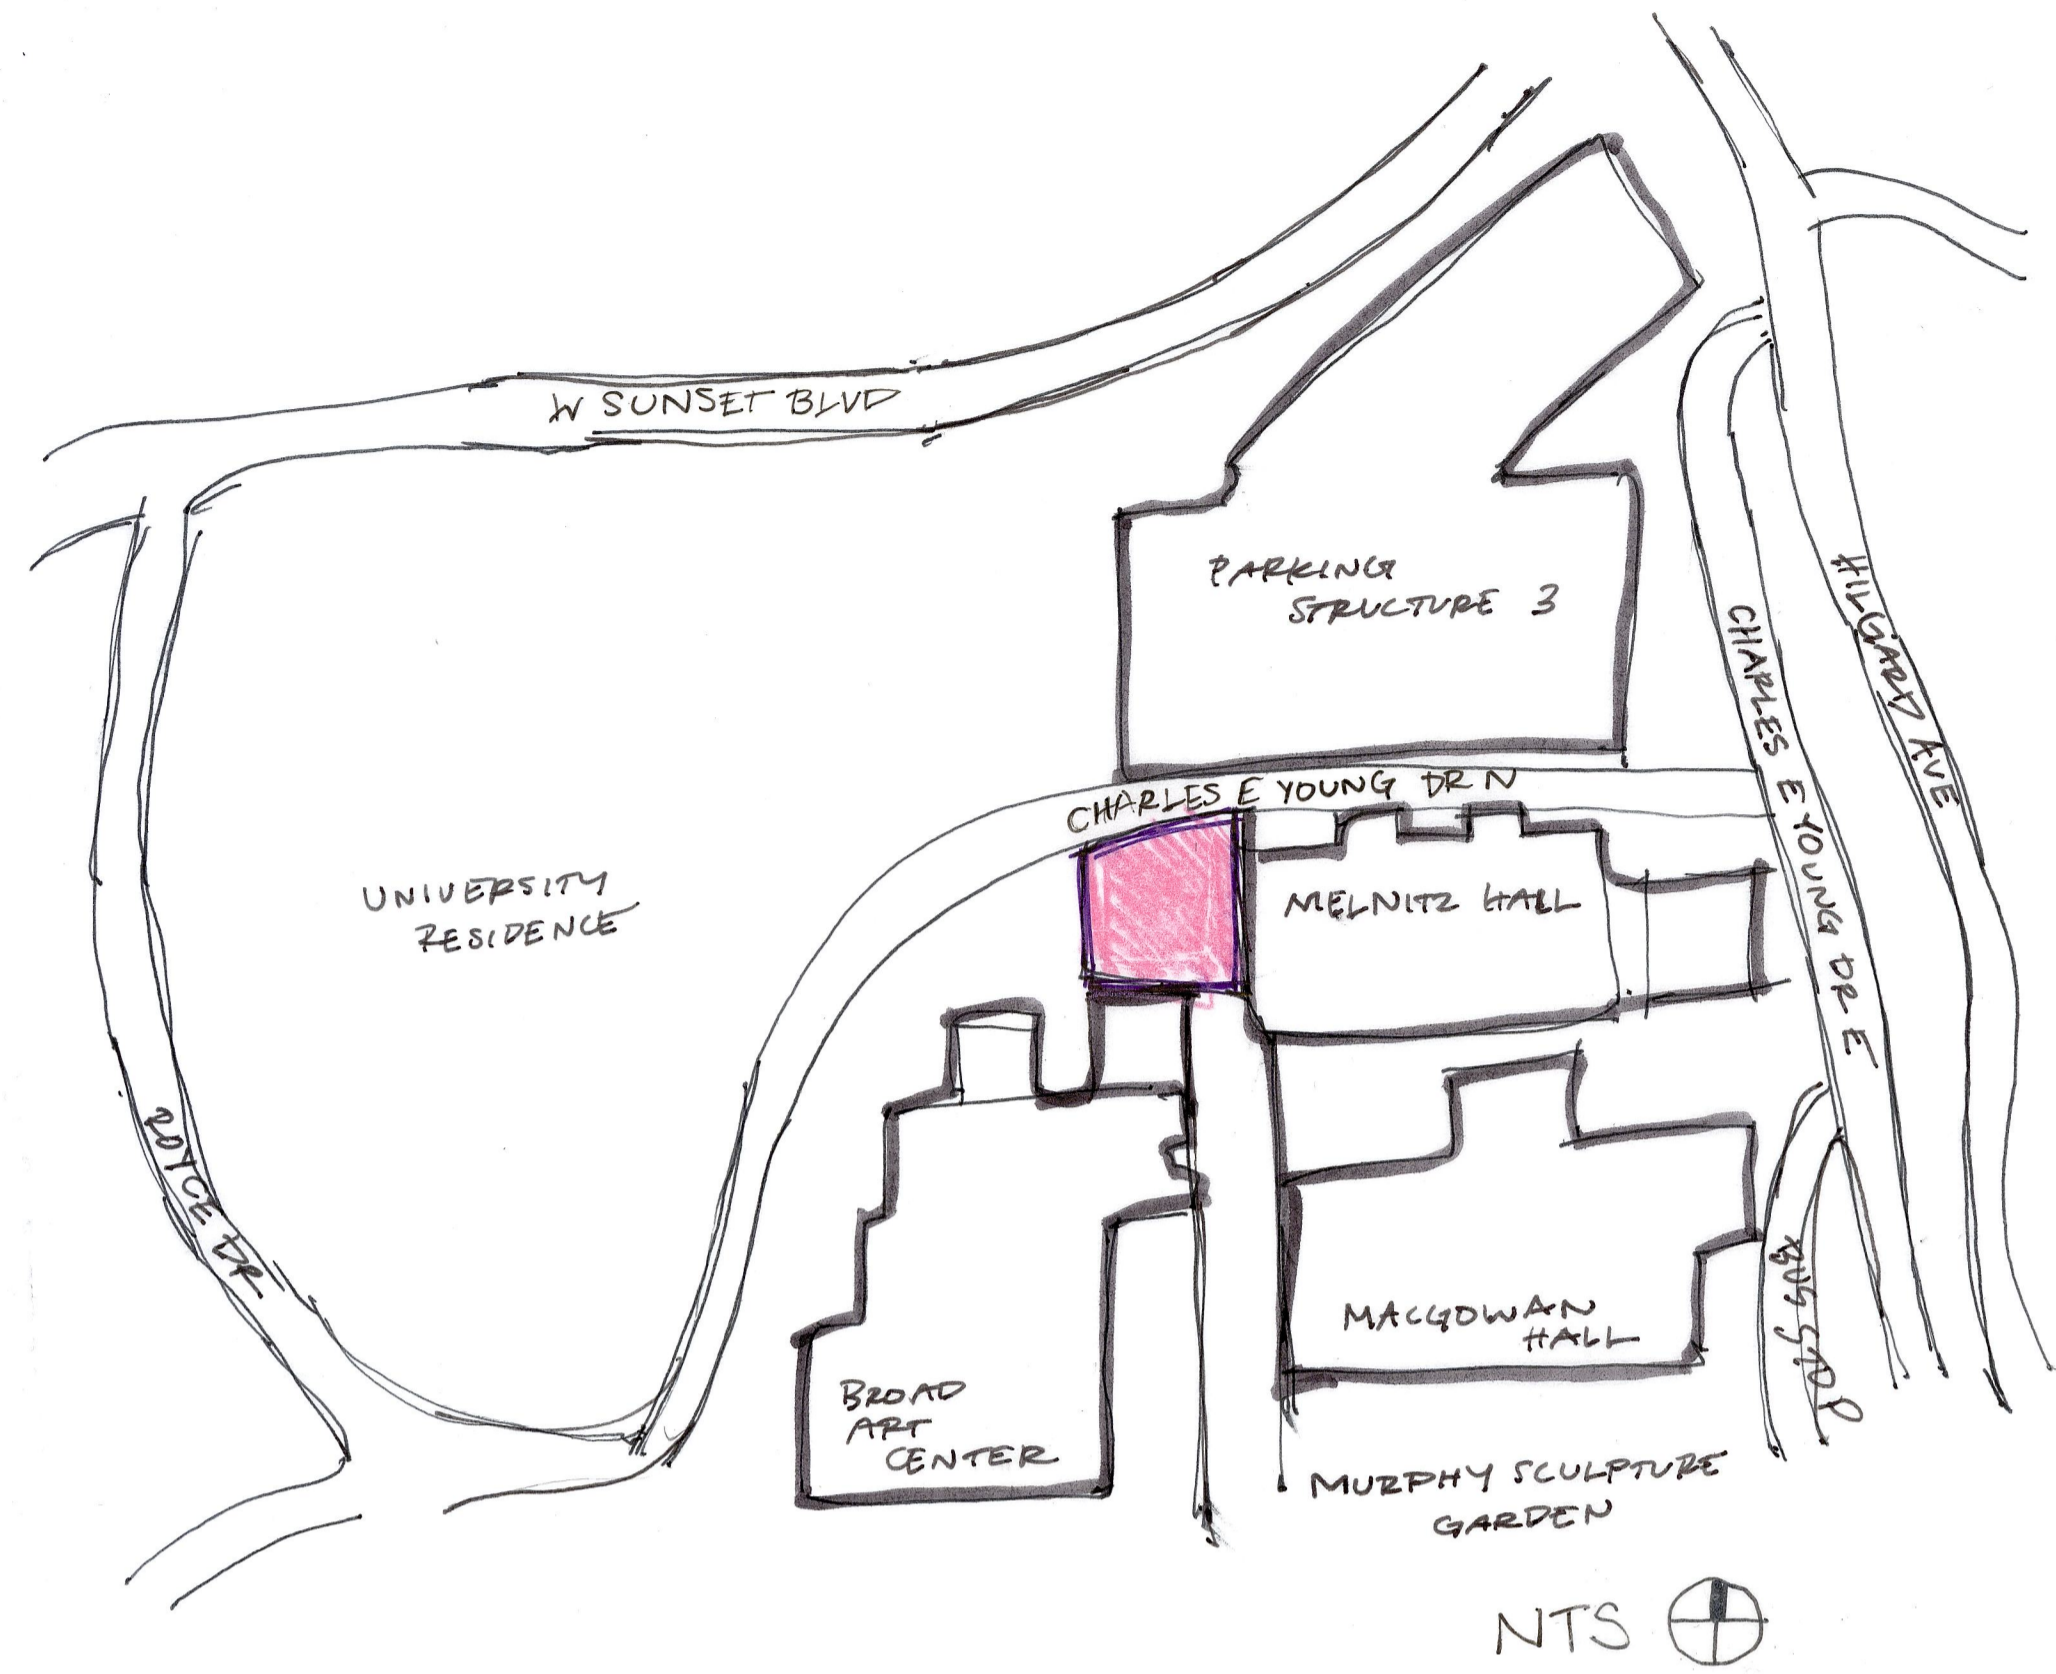 W SUNSET BLVD
PARKING
STRUCTURE 3
HILGARD AVE
CHARLES E YOUNG DR E
CHARLES E YOUNG DR N
UNIVERSITY
RESIDENCE
MELNITZ HALL
ROYCE DR
MACGOWAN
HALL
BUS STOP
BROAD
ART
CENTER
MURPHY SCULPTURE
GARDEN
NTS